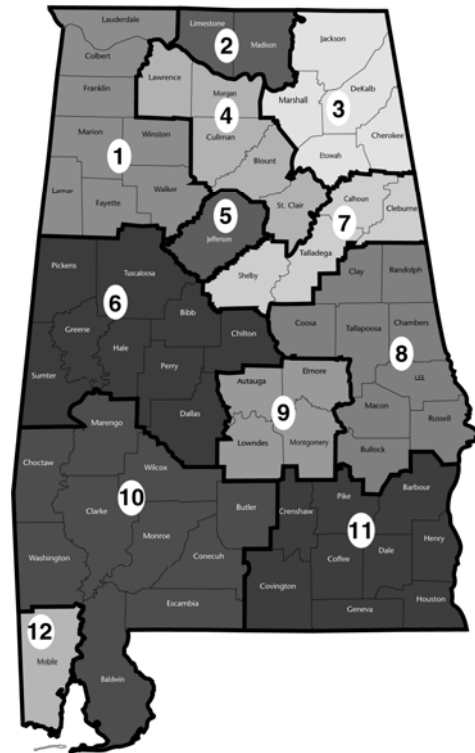 Lauderdale
Limestone
2
Madison
Jackson
Colbert
Lawrence
Franklin
Morgan
4
Marshall
DeKalb
3
Cherokee
Marion
Winston
1
Cullman
Blount
Etowah
Lamar
Fayette
Walker
5
Jefferson
St. Clair
Calhoun
7
Cleburne
Talladega
Shelby
Pickens
Tuscaloosa
6
Bibb
Clay
Randolph
Greene
Hale
Perry
Chilton
Coosa
Tallapoosa
Chambers
8
LEE
Sumter
Dallas
Autauga
Elmore
9
Lowndes
Montgomery
Macon
Russell
Bullock
Marengo
Choctaw
Wilcox
10
Clarke
Butler
Monroe
Conecuh
Washington
Escambia
Crenshaw
Pike
Barbour
11
Coffee
Dale
Henry
Covington
Geneva
Houston
12
Mobile
Baldwin